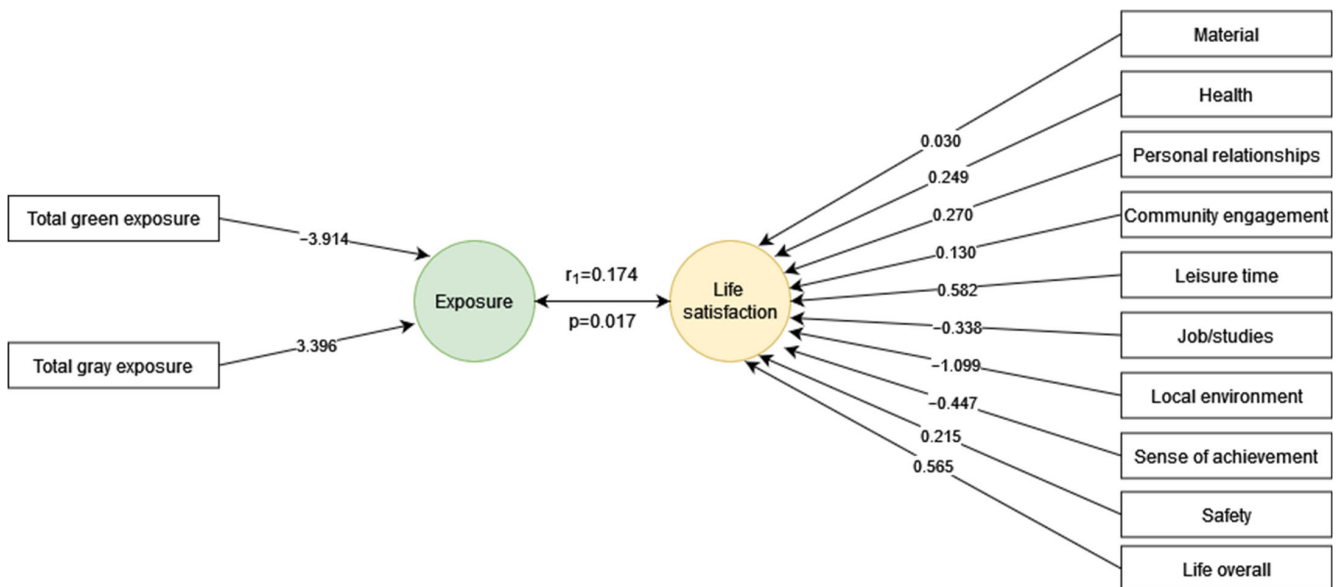 Material
Health
0.030
Personal relationships
0.249
Total green exposure
0.270
Community engagement
−3.914
0.130
r₁=0.174
Leisure time
0.582
Exposure
Life
satisfaction
p=0.017
−0.338
Job/studies
3.396
Total gray exposure
−1.099
Local environment
−0.447
0.215
Sense of achievement
0.565
Safety
Life overall